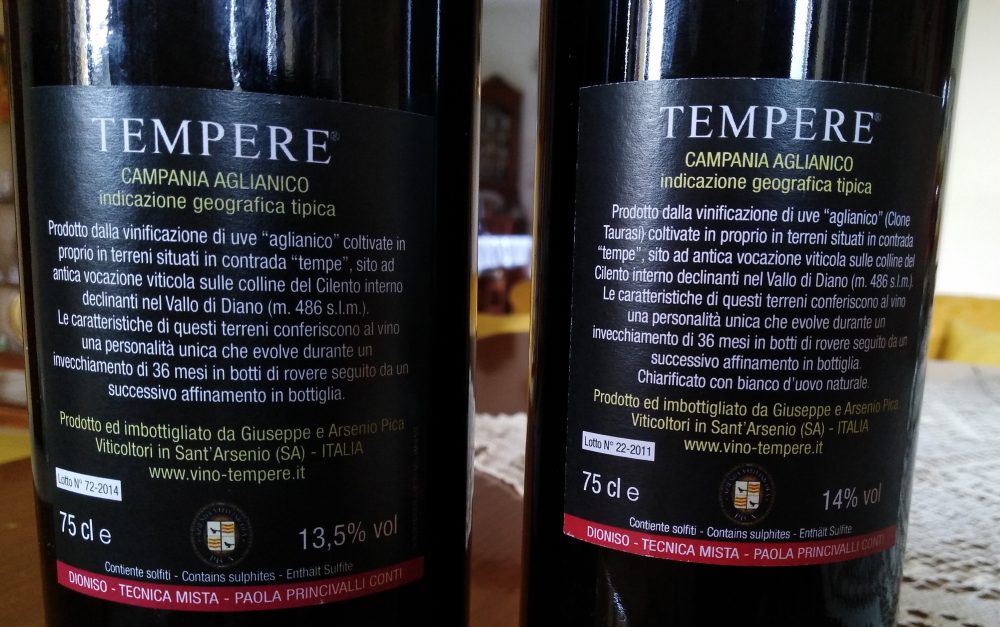 TEMPERE®
CAMPANIA AGLIANICO
indicazione geografica tipica
Prodotto dalla vinificazione di uve “aglianico” coltivate in
proprio in terreni situati in contrada “tempe”, sito ad
antica vocazione viticola sulle colline del Cilento interno
declinanti nel Vallo di Diano (m. 486 s.l.m.).
Le caratteristiche di questi terreni conferiscono al vino
una personalità unica che evolve durante un
invecchiamento di 36 mesi in botti di rovere seguito da un
successivo affinamento in bottiglia.
Prodotto ed imbottigliato da Giuseppe e Arsenio Pica
Viticoltori in Sant’Arsenio (SA) - ITALIA
www.vino-tempere.it
Lotto N° 72-2014
75 cl e
13,5% vol
Contiente solfiti - Contains sulphites - Enthält Sulfite
DIONISO - TECNICA MISTA - PAOLA PRINCIVALLI CONTI
TEMPERE®
CAMPANIA AGLIANICO
indicazione geografica tipica
Prodotto dalla vinificazione di uve “aglianico” (Clone
Taurasi) coltivate in proprio in terreni situati in contrada
“tempe”, sito ad antica vocazione viticola sulle colline del
Cilento interno declinanti nel Vallo di Diano (m. 486 s.l.m.).
Le caratteristiche di questi terreni conferiscono al vino
una personalità unica che evolve durante un
invecchiamento di 36 mesi in botti di rovere seguito da un
successivo affinamento in bottiglia.
Chiarificato con bianco d’uovo naturale.
Prodotto ed imbottigliato da Giuseppe e Arsenio Pica
Viticoltori in Sant’Arsenio (SA) - ITALIA
www.vino-tempere.it
Lotto N° 22-2011
75 cl e
14% vol
Contiente solfiti - Contains sulphites - Enthält Sulfite
DIONISO - TECNICA MISTA - PAOLA PRINCIVALLI CONTI